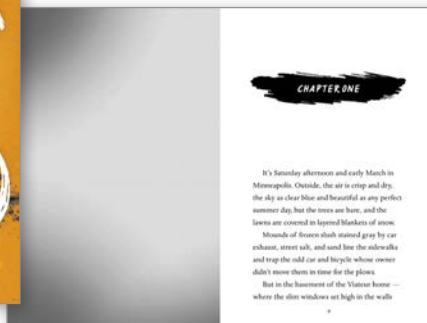 CHAPTER ONE
It's Saturday afternoon and early March in
Minneapolis. Outside, the air is crisp and dry,
the sky as clear blue and beautiful as any perfect
summer day, but the trees are bare, and the
lawns are covered in layered blankets of snow.
Mounds of frozen slush stained gray by car
exhaust, street salt, and sand line the sidewalks
and trap the odd car and bicycle whose owner
didn't move them in time for the plows.
But in the basement of the Viateur home —
where the slim windows set high in the walls